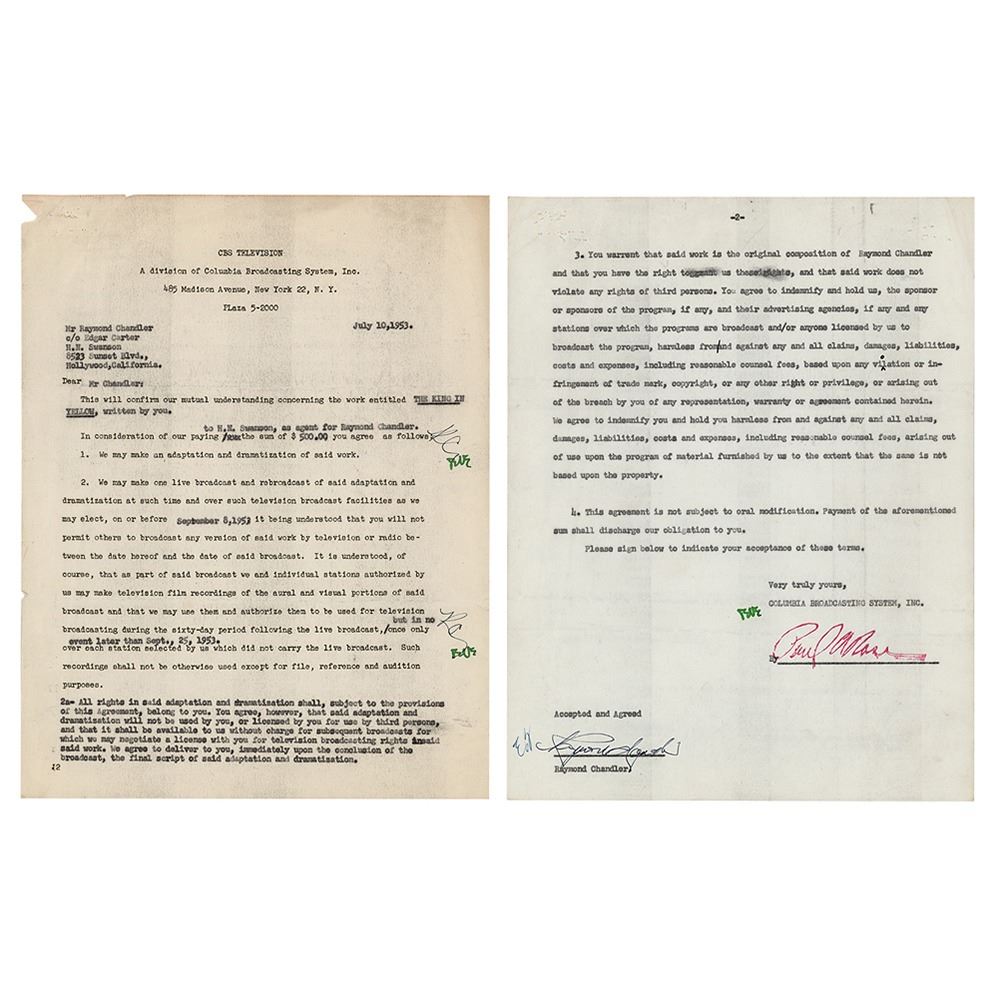 CBS TELEVISION
A division of Columbia Broadcasting System, Inc.
485 Madison Avenue, New York 22, N. Y.
PLaza 5-2000
Mr Raymond Chandler
July 10,1953.
c/o Edgar Carter
H.N. Swanson
8523 Sunset Blvd.,
Hollywood,California.
Dear Mr Chandler:
This will confirm our mutual understanding concerning the work entitled THE KING IN
YELLOW, written by you.
to H.N. Swanson, as agent for Raymond Chandler.
In consideration of our paying /you the sum of $ 500.00 you agree as follows:
RC
1. We may make an adaptation and dramatization of said work.
2. We may make one live broadcast and rebroadcast of said adaptation and
dramatization at such time and over such television broadcast facilities as we
may elect, on or before September 8,1953 it being understood that you will not
permit others to broadcast any version of said work by television or radio be-
tween the date hereof and the date of said broadcast. It is understood, of
course, that as part of said broadcast we and individual stations authorized by
us may make television film recordings of the aural and visual portions of said
broadcast and that we may use them and authorize them to be used for television
but in no
RC
broadcasting during the sixty-day period following the live broadcast,/once only
event later than Sept., 25, 1953.
over each station selected by us which did not carry the live broadcast. Such
recordings shall not be otherwise used except for file, reference and audition
purposes.
2a- All rights in said adaptation and dramatization shall, subject to the provisions
of this Agreement, belong to you. You agree, however, that said adaptation and
dramatization will not be used by you, or licensed by you for use by third persons,
and that it shall be available to us without charge for subsequent broadcasts for
which we may negotiate a license with you for television broadcasting rights insaid
said work. We agree to deliver to you, immediately upon the conclusion of the
broadcast, the final script of said adaptation and dramatization.
12
-2-
3. You warrant that said work is the original composition of Raymond Chandler
and that you have the right togrant us theserights, and that said work does not
violate any rights of third persons. You agree to indemnify and hold us, the sponsor
or sponsors of the program, if any, and their advertising agencies, if any and any
stations over which the programs are broadcast and/or anyone licensed by us to
broadcast the program, harmless from/and against any and all claims, damages, liabilities,
costs and expenses, including reasonable counsel fees, based upon any vilation or in-
fringement of trade mark, copyright, or any other right or privilege, or arising out
of the breach by you of any representation, warranty or agreement contained herein.
We agree to indemnify you and hold you harmless from and against any and all claims,
damages, liabilities, costs and expenses, including reasonable counsel fees, arising out
of use upon the program of material furnished by us to the extent that the same is not
based upon the property.
4. This agreement is not subject to oral modification. Payment of the aforementioned
sum shall discharge our obligation to you.
Please sign below to indicate your acceptance of these terms.
Very truly yours,
COLUMBIA BROADCASTING SYSTEM, INC.
By
Accepted and Agreed
Raymond Chandler
Raymond Chandler